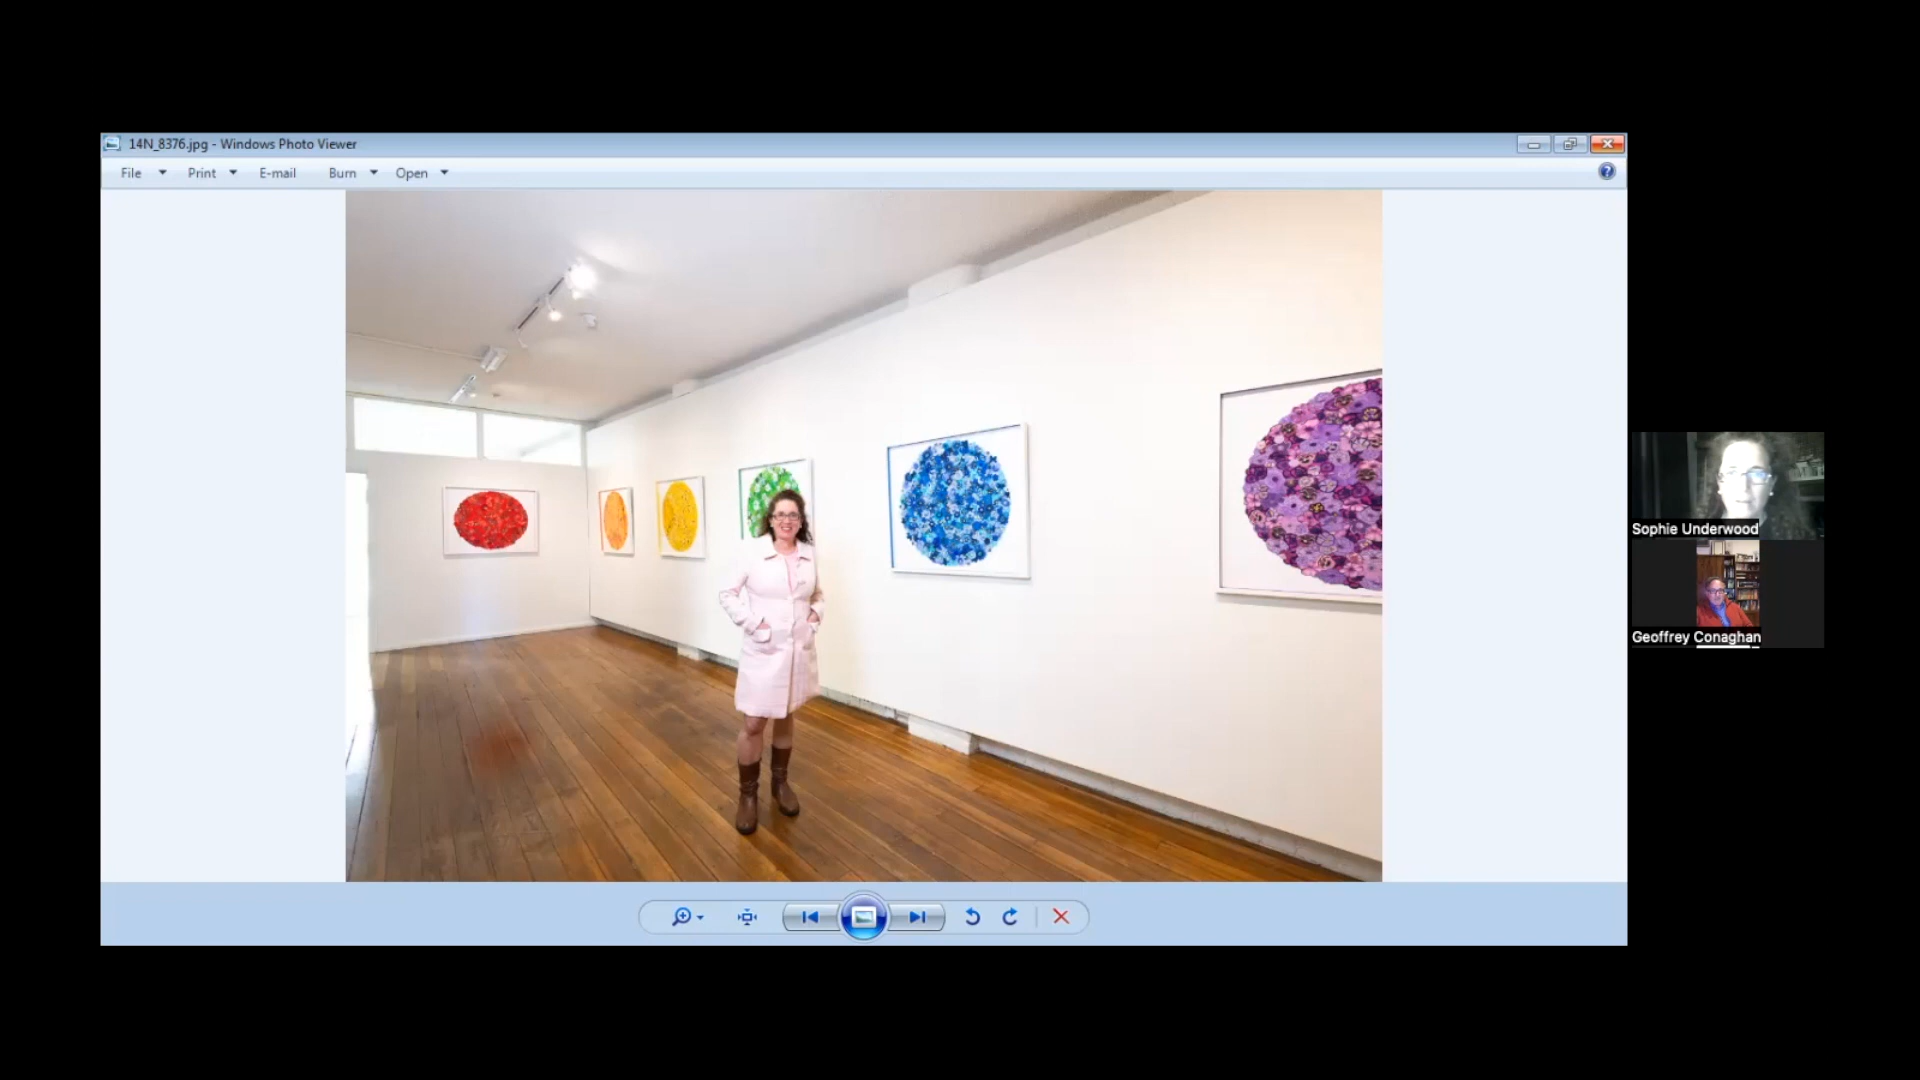 14N_8376.jpg - Windows Photo Viewer
File Print E-mail Burn Open
Sophie Underwood
Geoffrey Conaghan